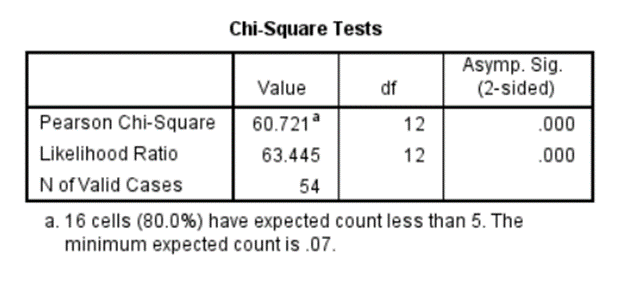 Chi-Square Tests
Value df Asymp. Sig. (2-sided)
Pearson Chi-Square 60.721a 12 .000
Likelihood Ratio 63.445 12 .000
N of Valid Cases 54
a. 16 cells (80.0%) have expected count less than 5. The
minimum expected count is .07.